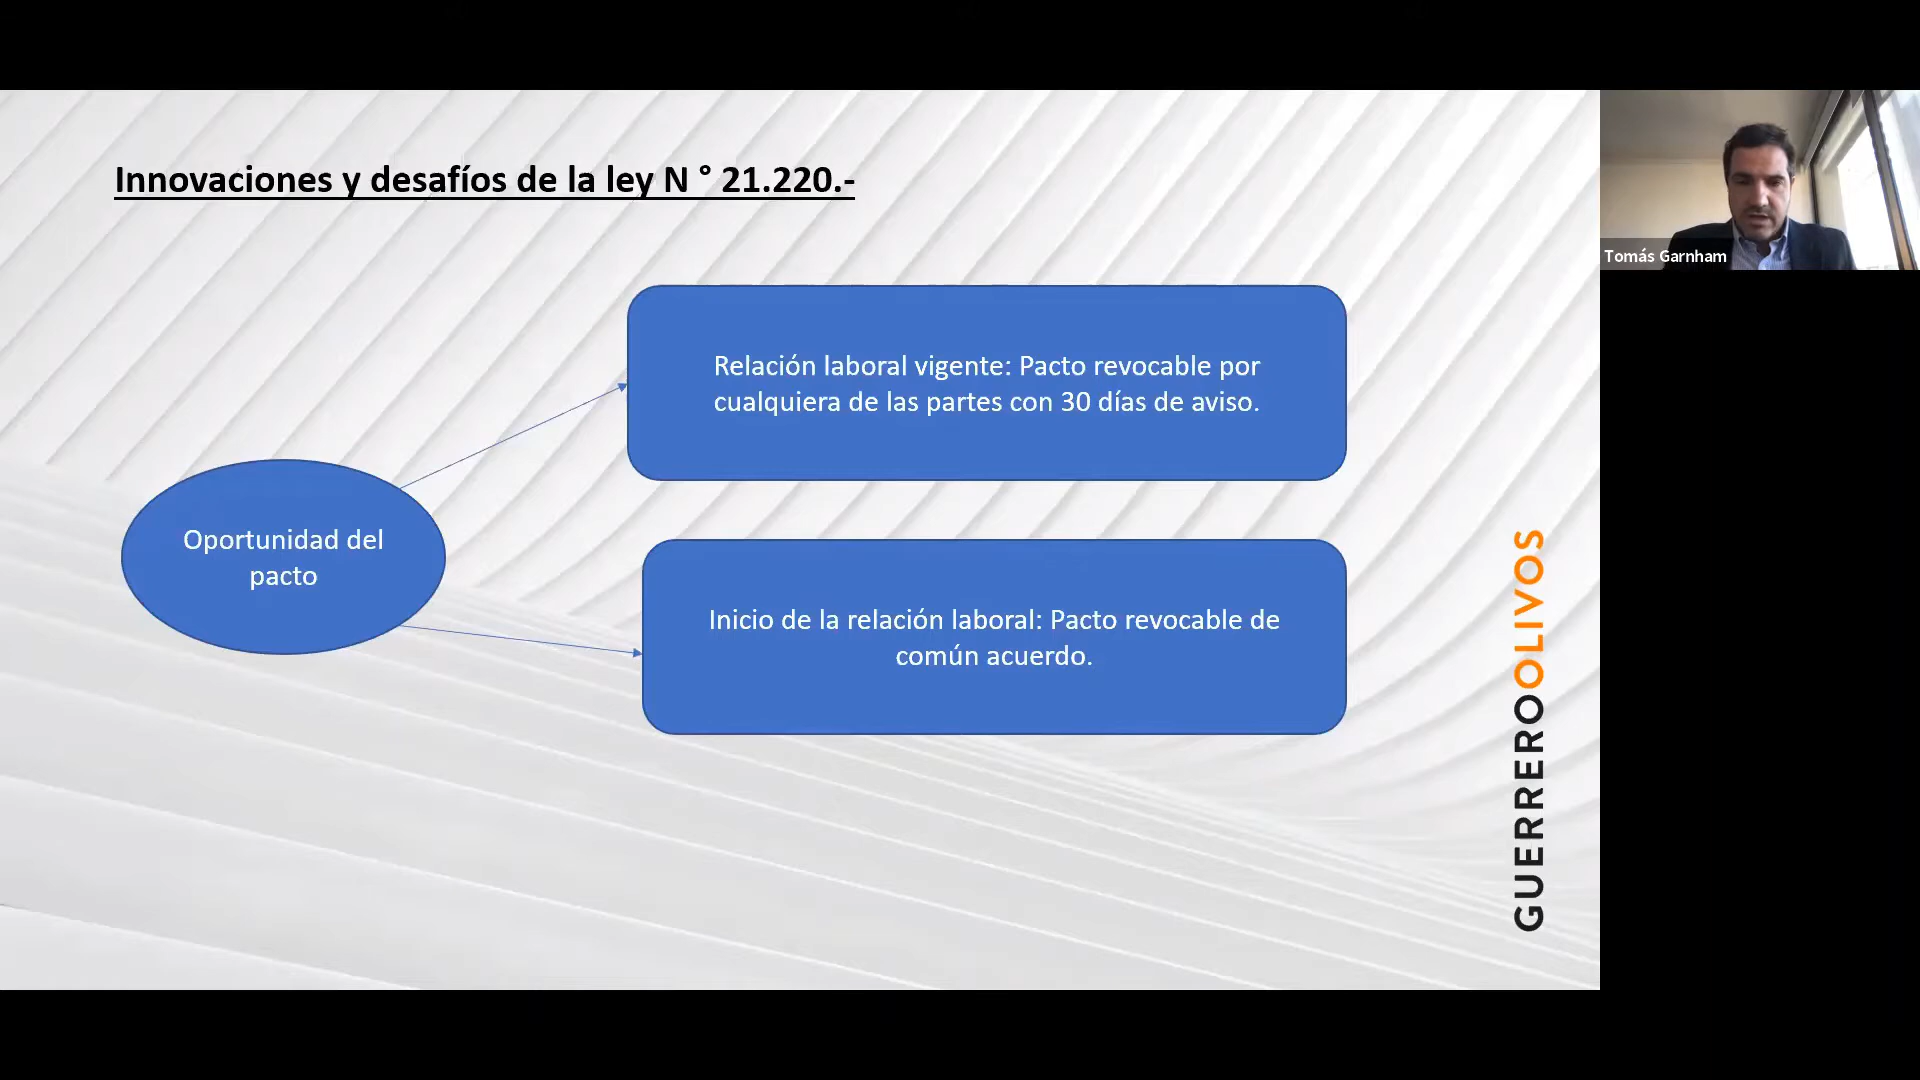 Innovaciones y desafíos de la ley N ° 21.220.-
Relación laboral vigente: Pacto revocable por
cualquiera de las partes con 30 días de aviso.
Oportunidad del
pacto
Inicio de la relación laboral: Pacto revocable de
común acuerdo.
GUERREROOLIVOS
Tomás Garnham